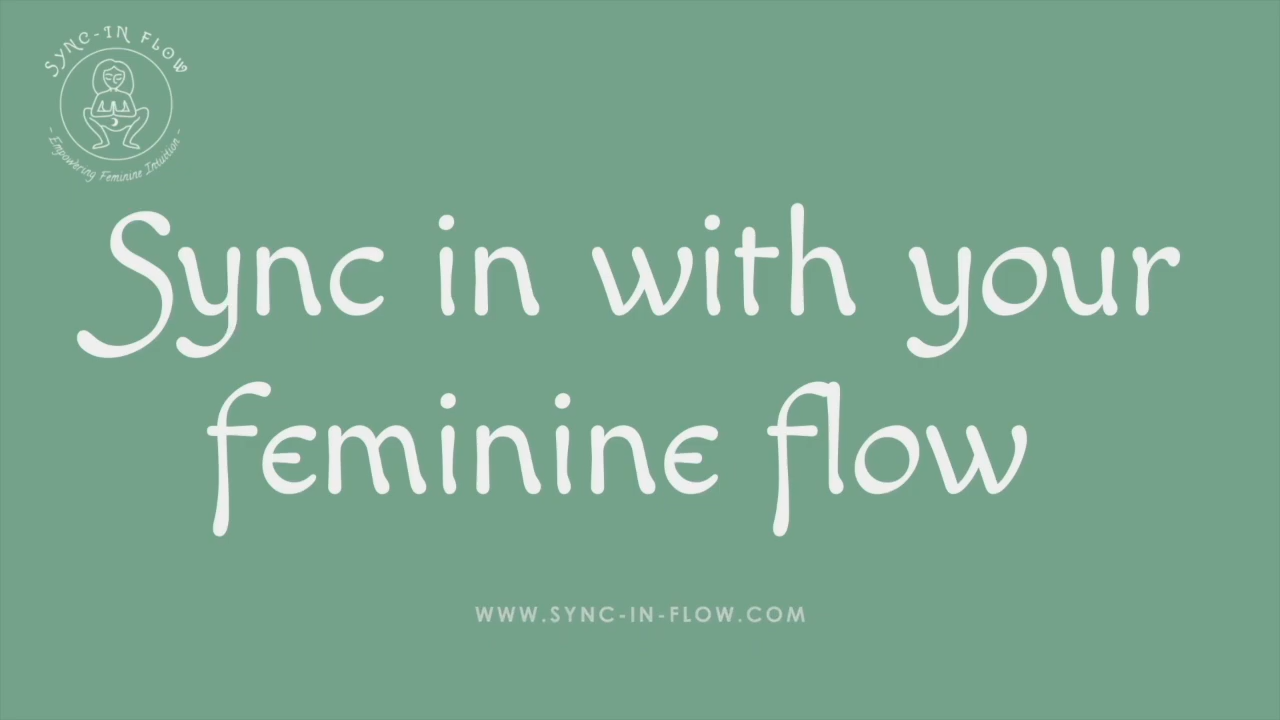 SYNC-IN FLOW
- Empowering Feminine Intuition -
Sync in with your
feminine flow
WWW.SYNC-IN-FLOW.COM